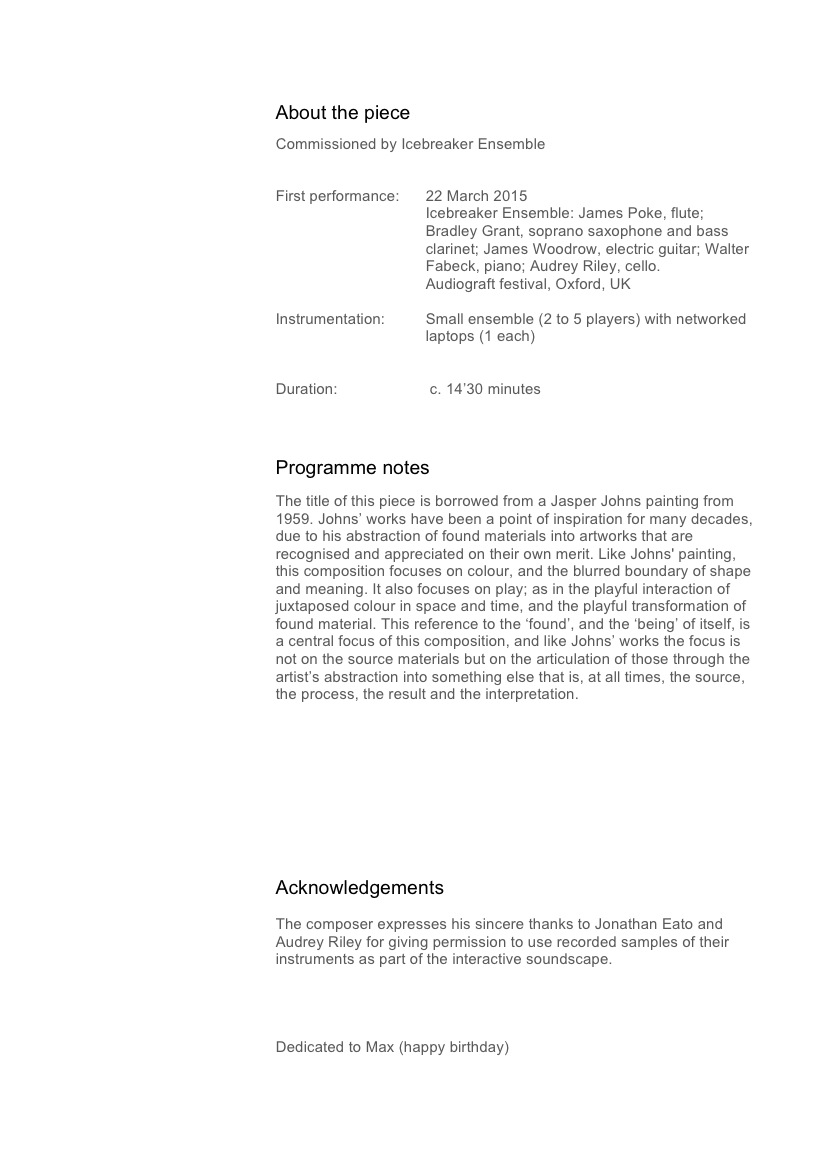 About the piece
Commissioned by Icebreaker Ensemble
First performance: 22 March 2015
Icebreaker Ensemble: James Poke, flute;
Bradley Grant, soprano saxophone and bass
clarinet; James Woodrow, electric guitar; Walter
Fabeck, piano; Audrey Riley, cello.
Audiograft festival, Oxford, UK
Instrumentation: Small ensemble (2 to 5 players) with networked
laptops (1 each)
Duration: c. 14’30 minutes
Programme notes
The title of this piece is borrowed from a Jasper Johns painting from
1959. Johns’ works have been a point of inspiration for many decades,
due to his abstraction of found materials into artworks that are
recognised and appreciated on their own merit. Like Johns' painting,
this composition focuses on colour, and the blurred boundary of shape
and meaning. It also focuses on play; as in the playful interaction of
juxtaposed colour in space and time, and the playful transformation of
found material. This reference to the ‘found’, and the ‘being’ of itself, is
a central focus of this composition, and like Johns’ works the focus is
not on the source materials but on the articulation of those through the
artist’s abstraction into something else that is, at all times, the source,
the process, the result and the interpretation.
Acknowledgements
The composer expresses his sincere thanks to Jonathan Eato and
Audrey Riley for giving permission to use recorded samples of their
instruments as part of the interactive soundscape.
Dedicated to Max (happy birthday)